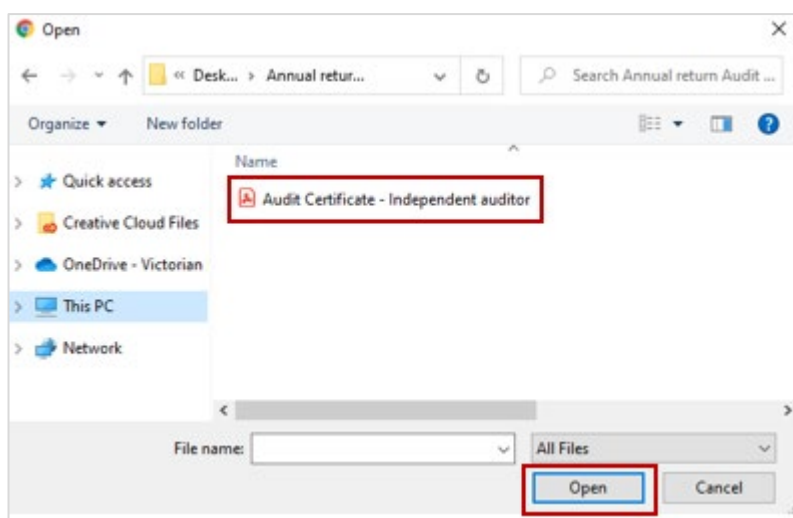 Open
« Desk... › Annual retur...
Search Annual return Audit ...
Organize
New folder
Name
Quick access
Audit Certificate - Independent auditor
Creative Cloud Files
OneDrive - Victorian
This PC
Network
File name:
All Files
Open
Cancel